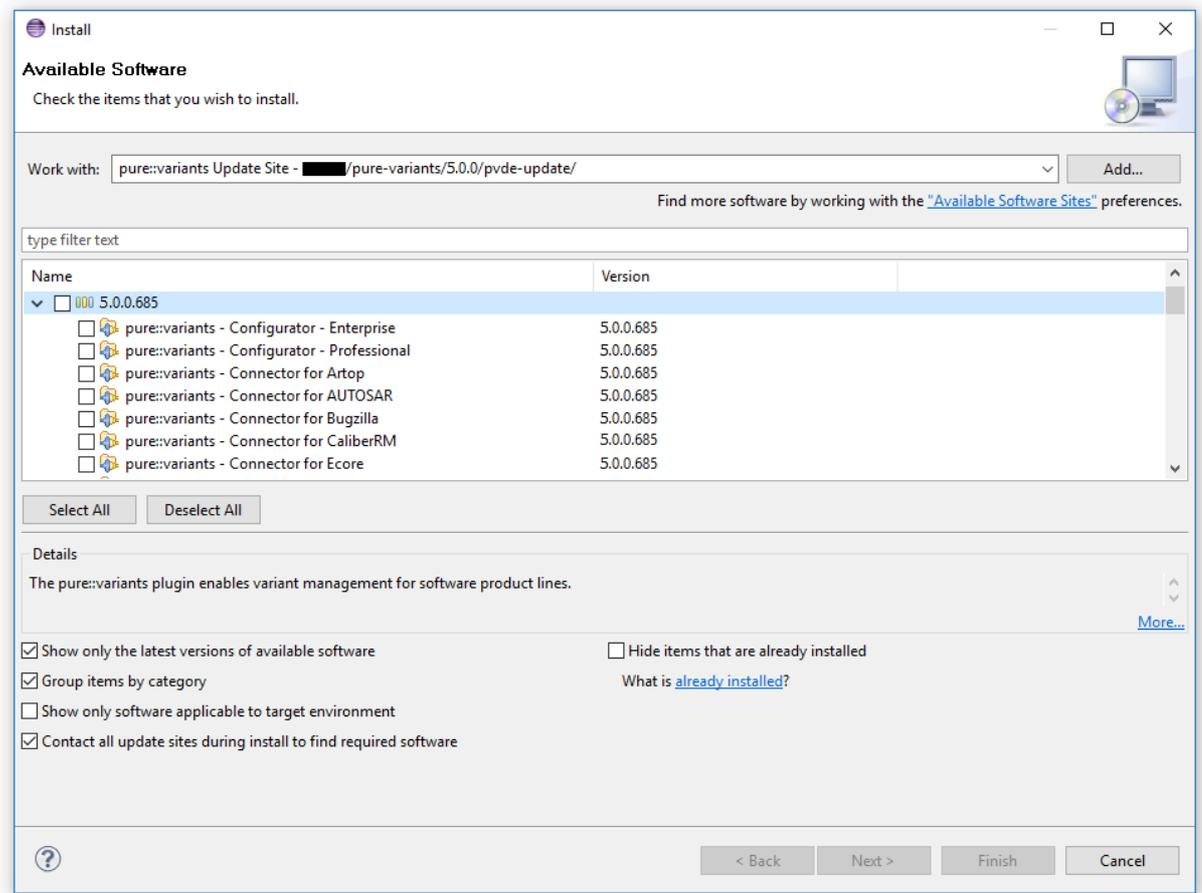 Install
Available Software
Check the items that you wish to install.
Work with: pure::variants Update Site - /pure-variants/5.0.0/pvde-update/ Add...
Find more software by working with the "Available Software Sites" preferences.
type filter text
Name Version
5.0.0.685
pure::variants - Configurator - Enterprise 5.0.0.685
pure::variants - Configurator - Professional 5.0.0.685
pure::variants - Connector for Artop 5.0.0.685
pure::variants - Connector for AUTOSAR 5.0.0.685
pure::variants - Connector for Bugzilla 5.0.0.685
pure::variants - Connector for CaliberRM 5.0.0.685
pure::variants - Connector for Ecore 5.0.0.685
Select All Deselect All
Details
The pure::variants plugin enables variant management for software product lines.
More...
Show only the latest versions of available software Hide items that are already installed
Group items by category What is already installed?
Show only software applicable to target environment
Contact all update sites during install to find required software
? < Back Next > Finish Cancel